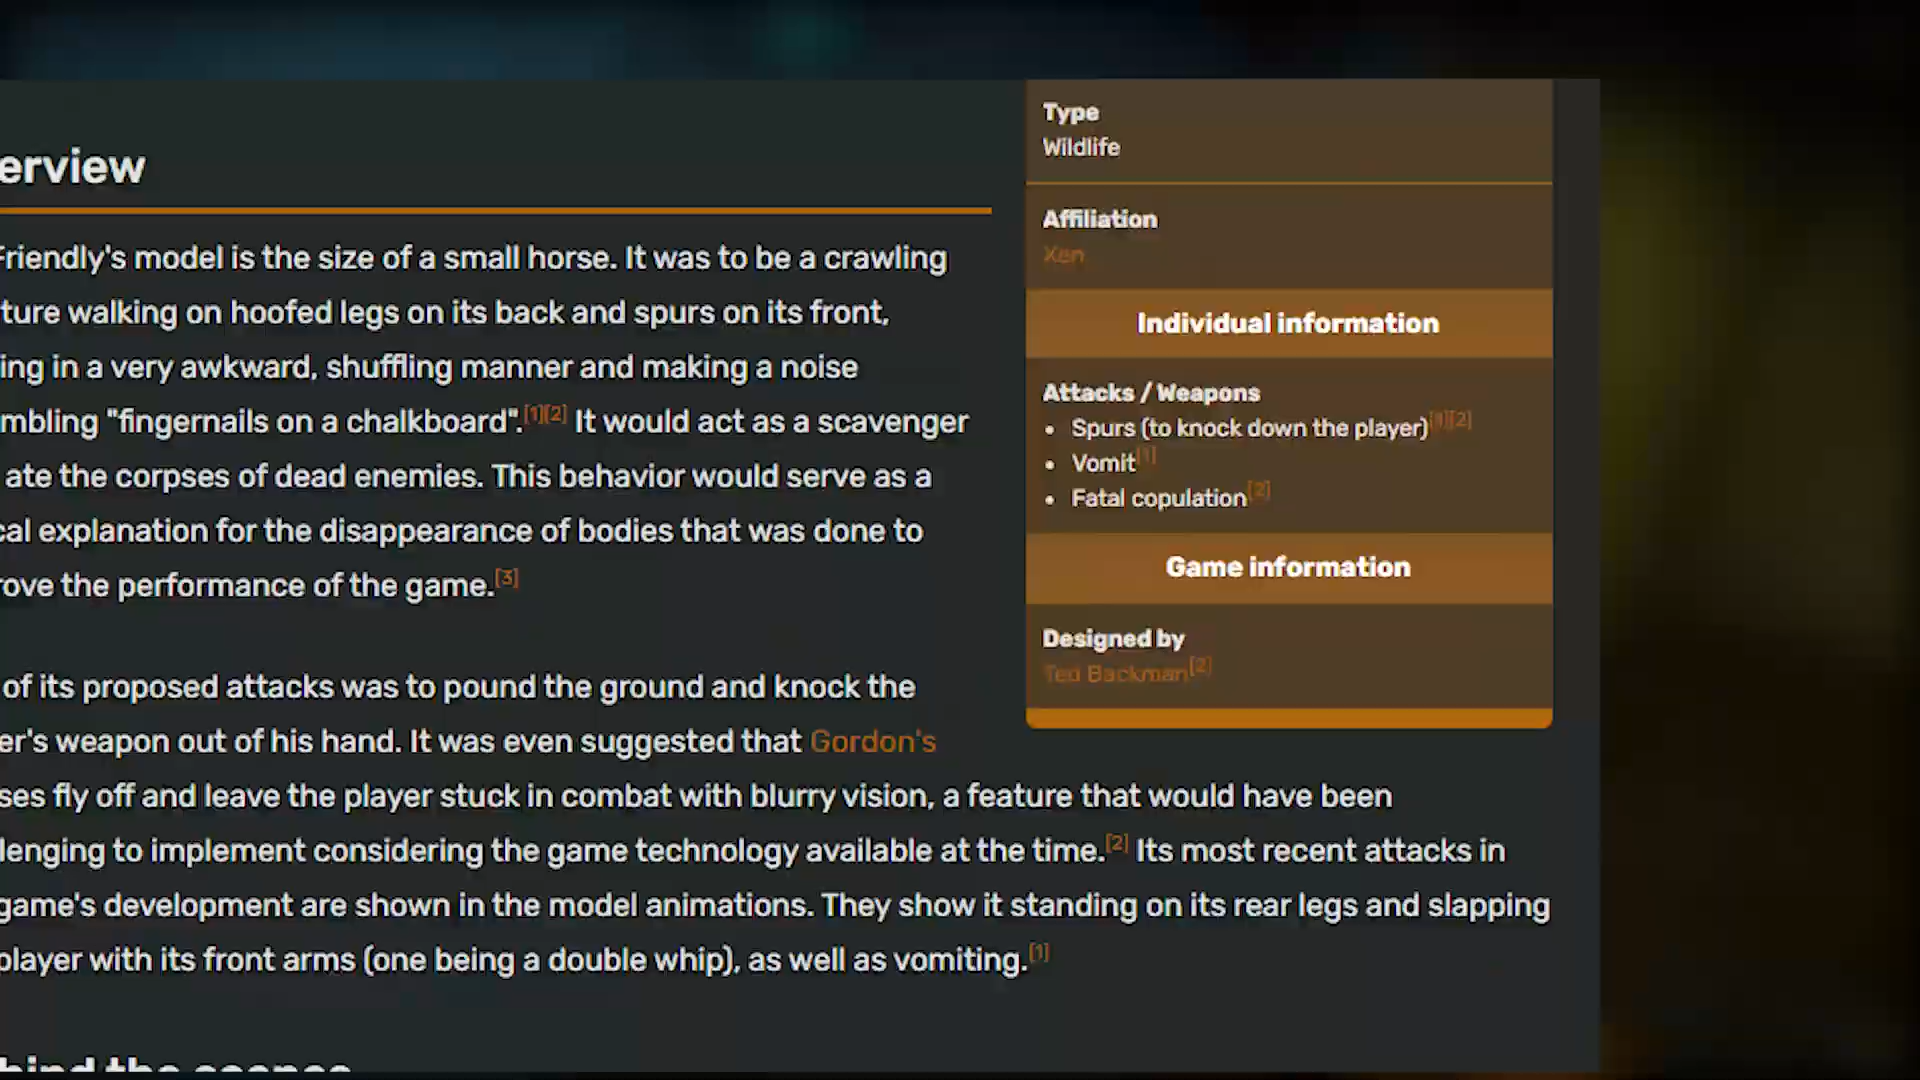 erview
Friendly's model is the size of a small horse. It was to be a crawling
ture walking on hoofed legs on its back and spurs on its front,
ing in a very awkward, shuffling manner and making a noise
mbling "fingernails on a chalkboard".[1][2] It would act as a scavenger
ate the corpses of dead enemies. This behavior would serve as a
cal explanation for the disappearance of bodies that was done to
rove the performance of the game.[3]
of its proposed attacks was to pound the ground and knock the
er's weapon out of his hand. It was even suggested that Gordon's
ses fly off and leave the player stuck in combat with blurry vision, a feature that would have been
lenging to implement considering the game technology available at the time.[2] Its most recent attacks in
game's development are shown in the model animations. They show it standing on its rear legs and slapping
player with its front arms (one being a double whip), as well as vomiting.[1]
hind the scenes
Type
Wildlife
Affiliation
Xen
Individual information
Attacks / Weapons
• Spurs (to knock down the player)[1][2]
• Vomit[1]
• Fatal copulation[2]
Game information
Designed by
Ted Backman[2]